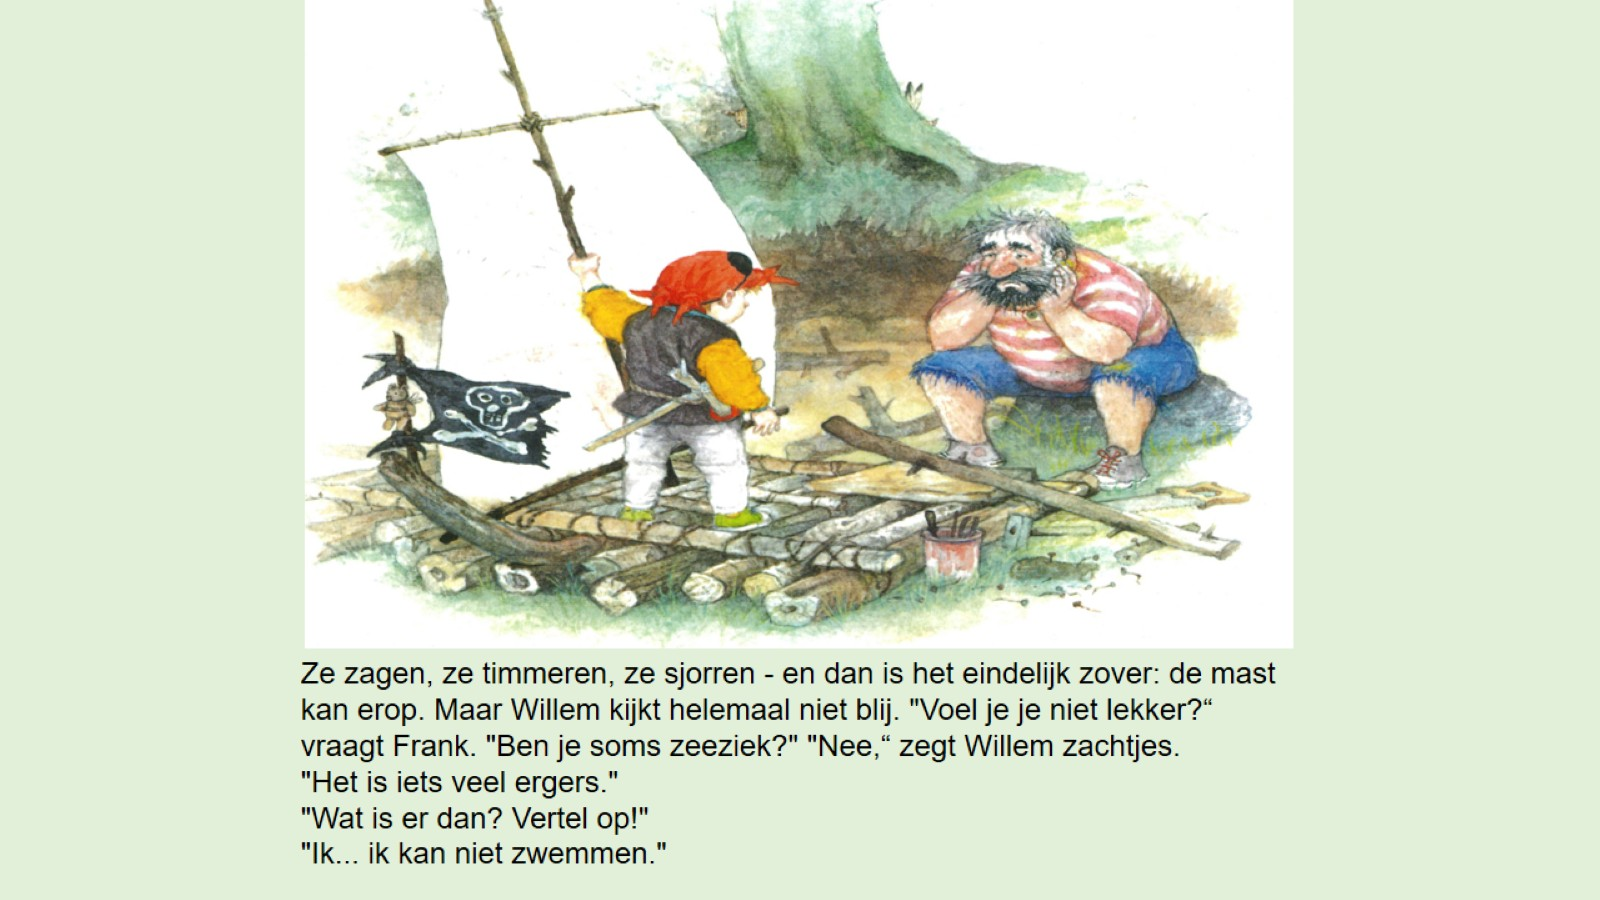 Ze zagen, ze timmeren, ze sjorren - en dan is het eindelijk zover: de mast
kan erop. Maar Willem kijkt helemaal niet blij. "Voel je je niet lekker?“
vraagt Frank. "Ben je soms zeeziek?" "Nee,“ zegt Willem zachtjes.
"Het is iets veel ergers."
"Wat is er dan? Vertel op!"
"Ik... ik kan niet zwemmen."